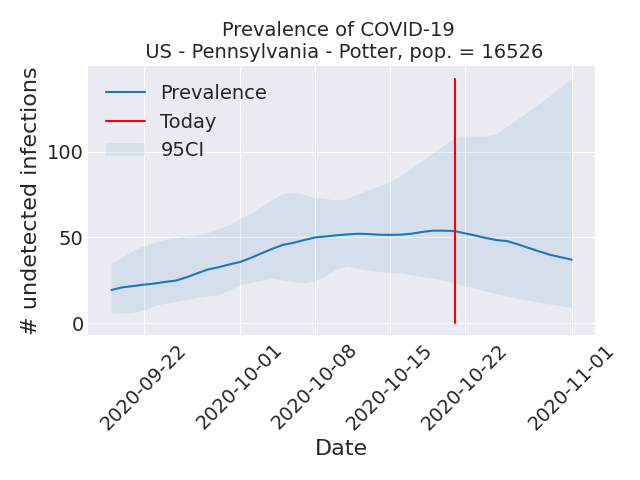 Prevalence of COVID-19
US - Pennsylvania - Potter, pop. = 16526
# undetected infections
100
50
0
Prevalence
Today
95CI
2020-09-22
2020-10-01
2020-10-08
2020-10-15
2020-10-22
2020-11-01
Date